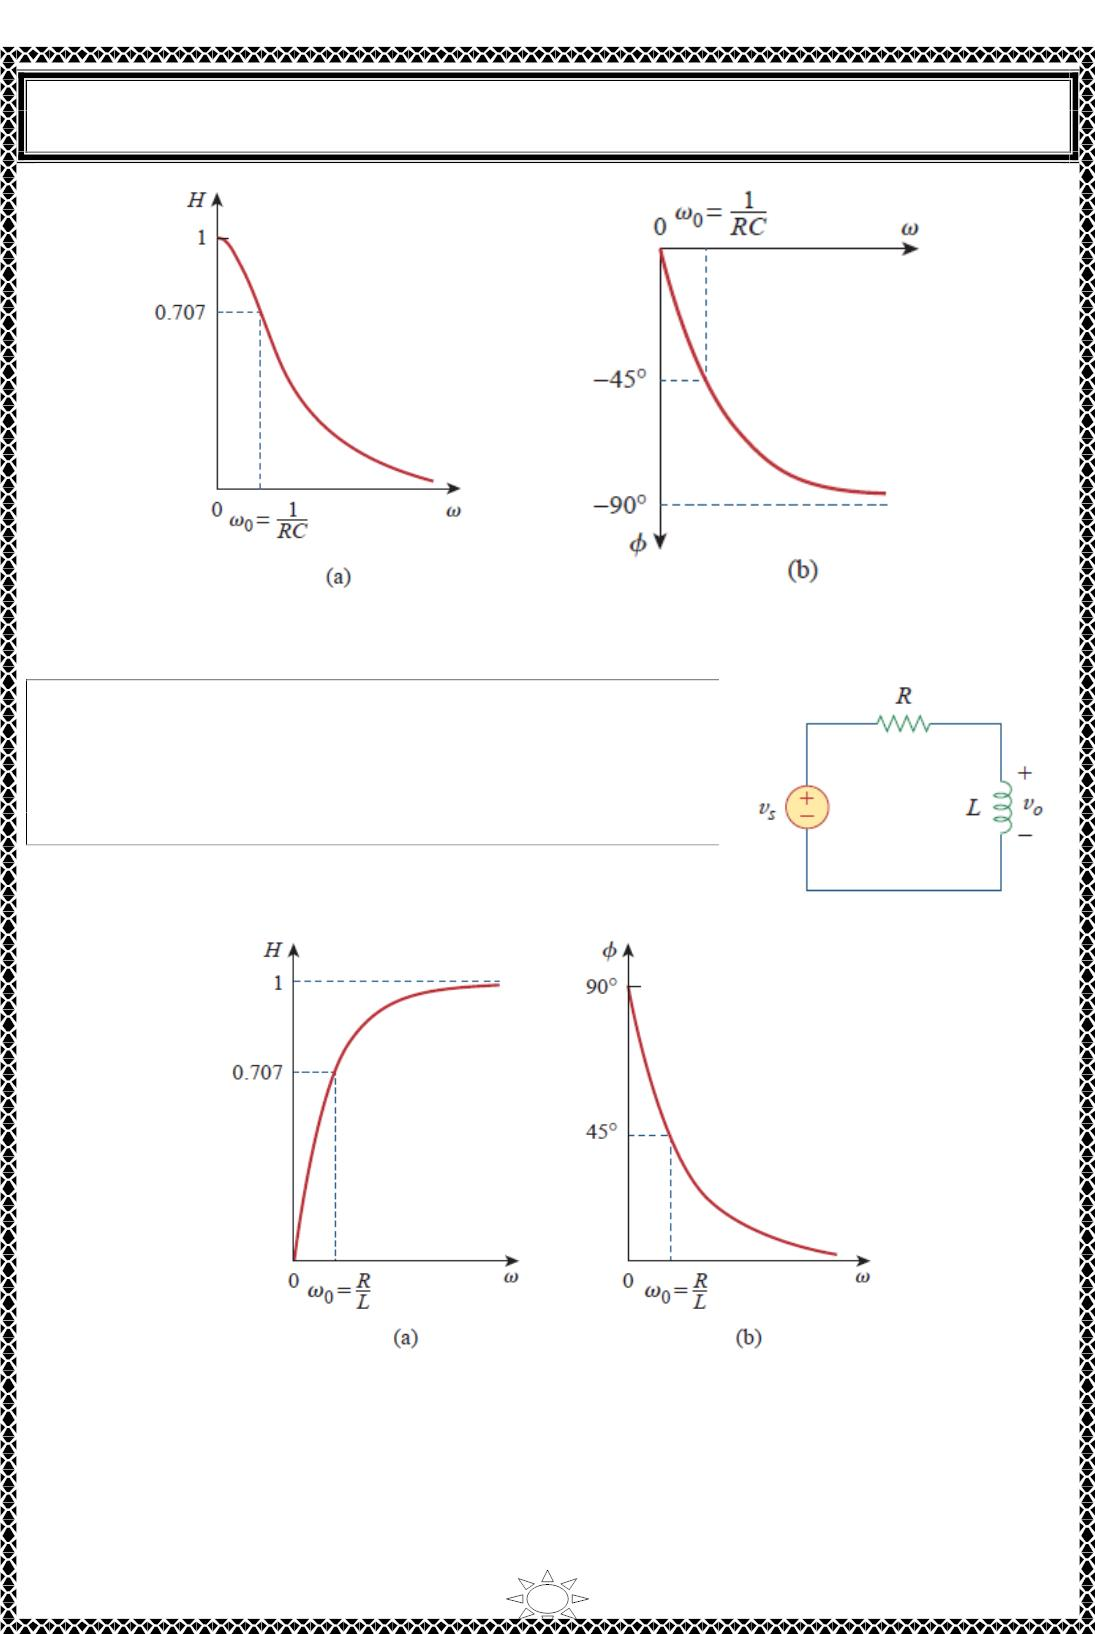 H
1
0.707
0 ω₀ = 1/RC ω
(a)
0 ω₀ = 1/RC ω
−45°
−90°
ϕ
(b)
R
vs + − L + vo −
H
1
0.707
0 ω₀ = R/L ω
(a)
ϕ
90°
45°
0 ω₀ = R/L ω
(b)